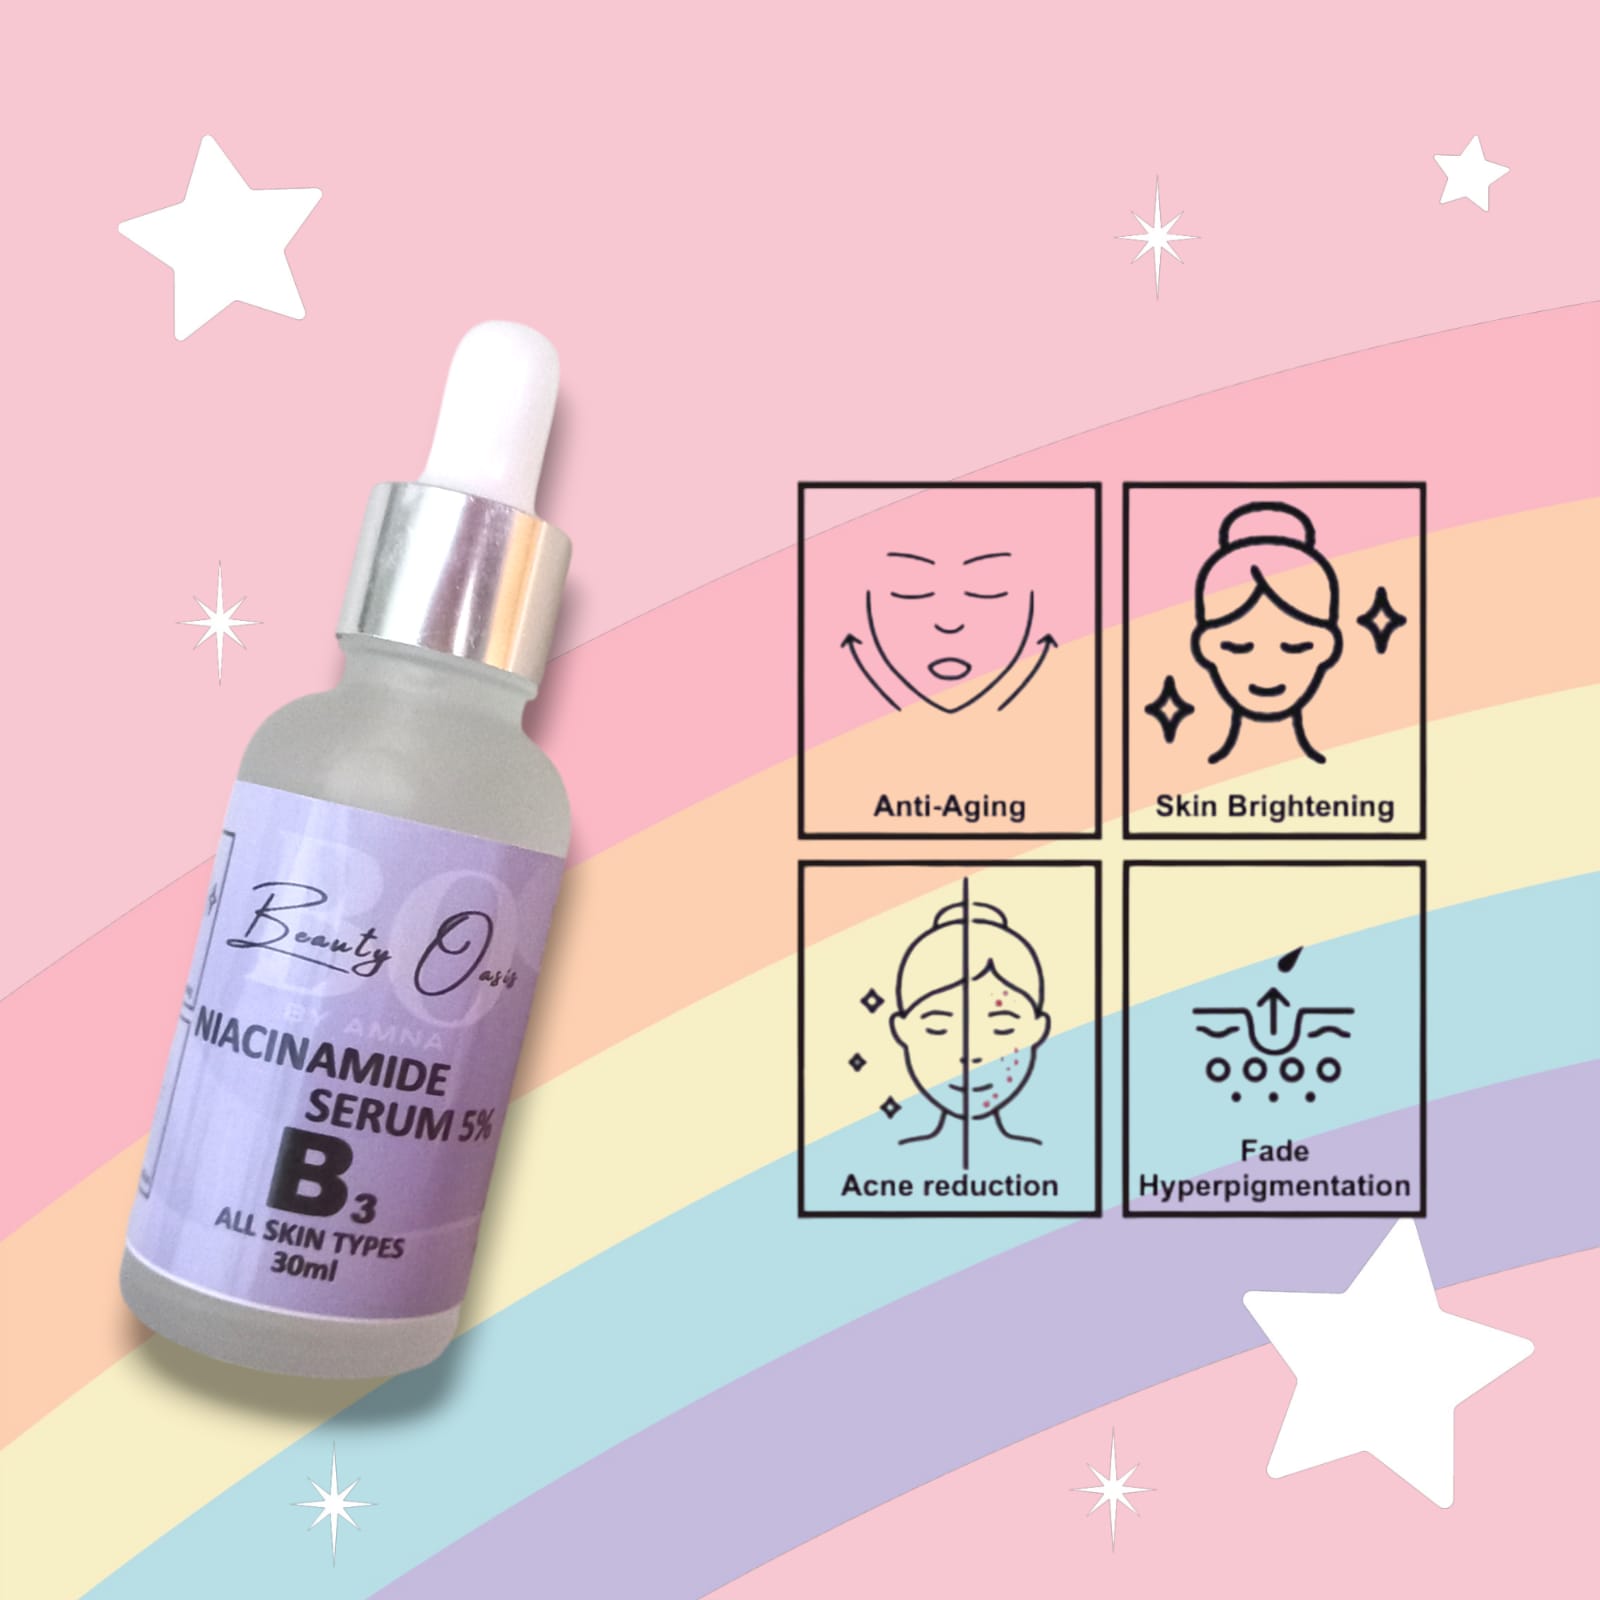 Beauty Oasis
BY AMNA
NIACINAMIDE
SERUM 5%
B3
ALL SKIN TYPES
30ml
Anti-Aging
Skin Brightening
Acne reduction
Fade
Hyperpigmentation